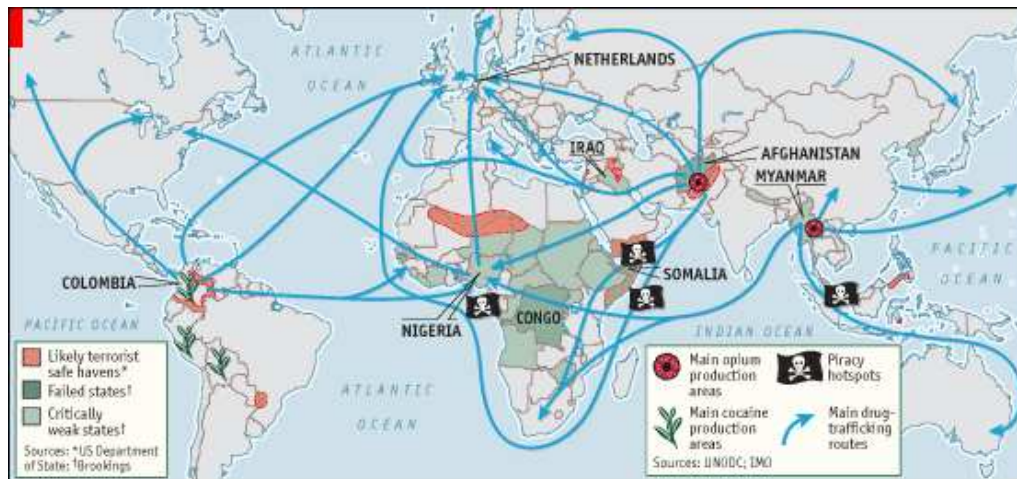 ATLANTIC
OCEAN
NETHERLANDS
IRAQ
AFGHANISTAN
MYANMAR
COLOMBIA
SOMALIA
PACIFIC
OCEAN
NIGERIA
CONGO
PACIFIC OCEAN
INDIAN OCEAN
ATLANTIC
OCEAN
Likely terrorist
safe havens*
Failed states†
Critically
weak states†
Sources: *US Department
of State; †Brookings
Main opium
production
areas
Piracy
hotspots
Main cocaine
production
areas
Main drug-
trafficking
routes
Sources: UNODC; IMO